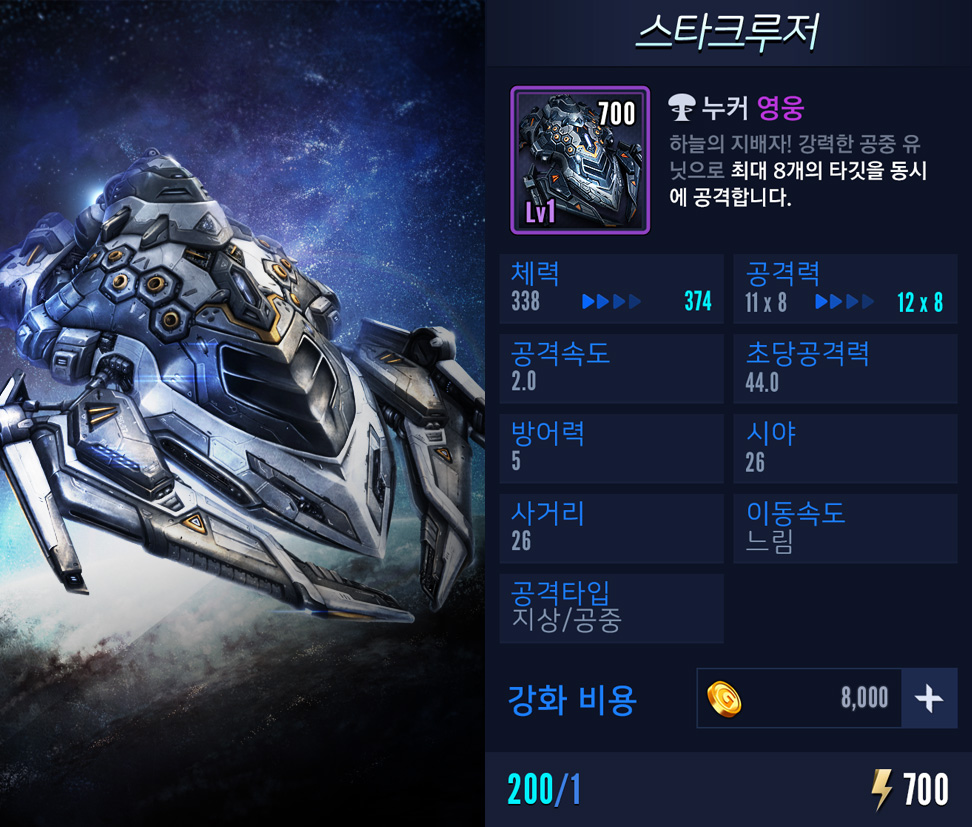 스타크루저
700
Lv1
누커 영웅
하늘의 지배자! 강력한 공중 유
닛으로 최대 8개의 타깃을 동시
에 공격합니다.
체력
338 374
공격력
11 x 8 12 x 8
공격속도
2.0
초당공격력
44.0
방어력
5
시야
26
사거리
26
이동속도
느림
공격타입
지상/공중
강화 비용 8,000
200/1 700